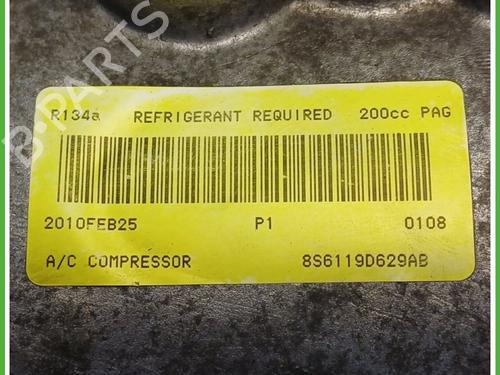 B-PARTS
R134a REFRIGERANT REQUIRED 200cc PAG
2010FEB25 P1 0108
A/C COMPRESSOR 8S6119D629AB